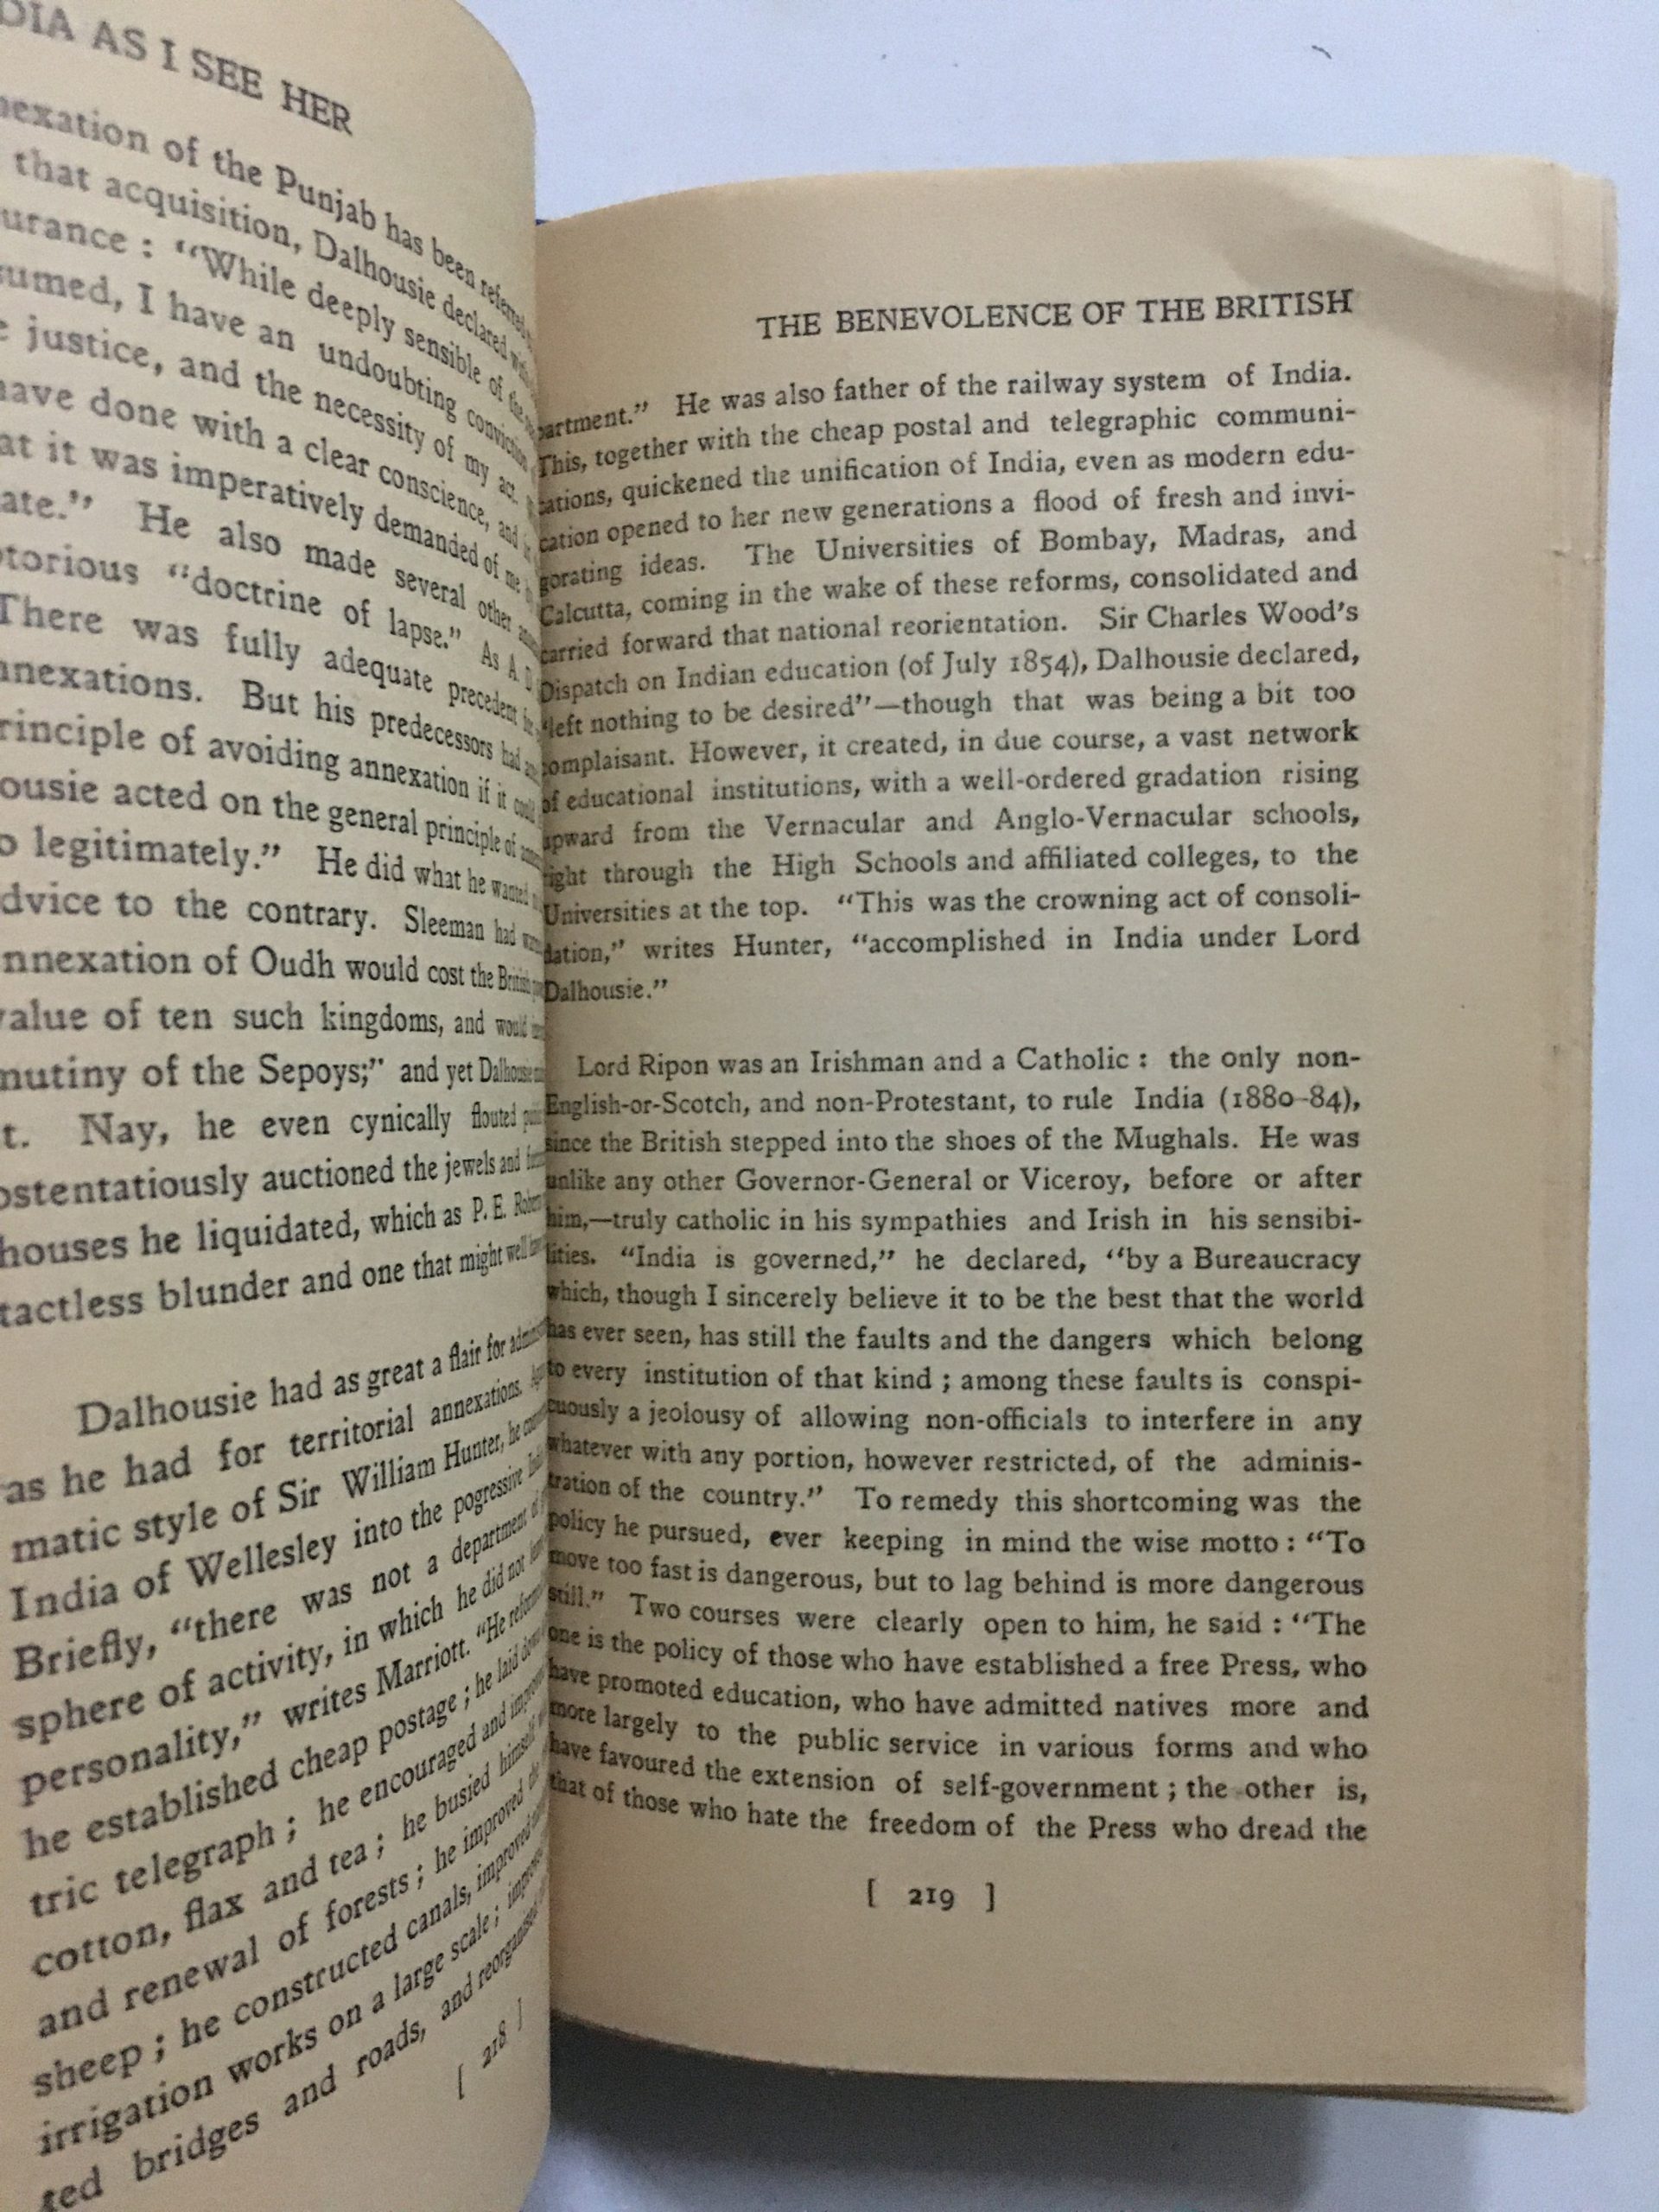 DIA AS I SEE HER
nexation of the Punjab has been referred
that acquisition, Dalhousie declared with
urance : "While deeply sensible of the
sumed, I have an undoubting conviction
justice, and the necessity of my act.
have done with a clear conscience, and
at it was imperatively demanded of me
ate." He also made several other
otorious "doctrine of lapse." As A
There was fully adequate precedent
nnexations. But his predecessors had
rinciple of avoiding annexation if it could
ousie acted on the general principle of
o legitimately." He did what he wanted
dvice to the contrary. Sleeman had
nnexation of Oudh would cost the British
value of ten such kingdoms, and would
mutiny of the Sepoys;" and yet Dalhousie
t. Nay, he even cynically flouted
ostentatiously auctioned the jewels and
houses he liquidated, which as P. E.
tactless blunder and one that might well
Dalhousie had as great a flair for
as he had for territorial annexations.
matic style of Sir William Hunter, he
India of Wellesley into the pogressive
Briefly, "there was not a department of
sphere of activity, in which he did not
personality," writes Marriott. "He
he established cheap postage ; he laid down
tric telegraph ; he encouraged and
cotton, flax and tea ; he busied himself
and renewal of forests ; he improved the
sheep ; he constructed canals, improved
irrigation works on a large scale ;
ted bridges and roads, and reorganised
[ 218 ]
THE BENEVOLENCE OF THE BRITISH
partment." He was also father of the railway system of India.
This, together with the cheap postal and telegraphic communi-
cations, quickened the unification of India, even as modern edu-
cation opened to her new generations a flood of fresh and invi-
gorating ideas. The Universities of Bombay, Madras, and
Calcutta, coming in the wake of these reforms, consolidated and
carried forward that national reorientation. Sir Charles Wood's
Dispatch on Indian education (of July 1854), Dalhousie declared,
"left nothing to be desired"—though that was being a bit too
complaisant. However, it created, in due course, a vast network
of educational institutions, with a well-ordered gradation rising
upward from the Vernacular and Anglo-Vernacular schools,
right through the High Schools and affiliated colleges, to the
Universities at the top. "This was the crowning act of consoli-
dation," writes Hunter, "accomplished in India under Lord
Dalhousie."
Lord Ripon was an Irishman and a Catholic : the only non-
English-or-Scotch, and non-Protestant, to rule India (1880-84),
since the British stepped into the shoes of the Mughals. He was
unlike any other Governor-General or Viceroy, before or after
him,—truly catholic in his sympathies and Irish in his sensibi-
lities. "India is governed," he declared, "by a Bureaucracy
which, though I sincerely believe it to be the best that the world
has ever seen, has still the faults and the dangers which belong
to every institution of that kind ; among these faults is conspi-
cuously a jeolousy of allowing non-officials to interfere in any
whatever with any portion, however restricted, of the adminis-
tration of the country." To remedy this shortcoming was the
policy he pursued, ever keeping in mind the wise motto : "To
move too fast is dangerous, but to lag behind is more dangerous
still." Two courses were clearly open to him, he said : "The
one is the policy of those who have established a free Press, who
have promoted education, who have admitted natives more and
more largely to the public service in various forms and who
have favoured the extension of self-government ; the other is,
that of those who hate the freedom of the Press who dread the
[ 219 ]